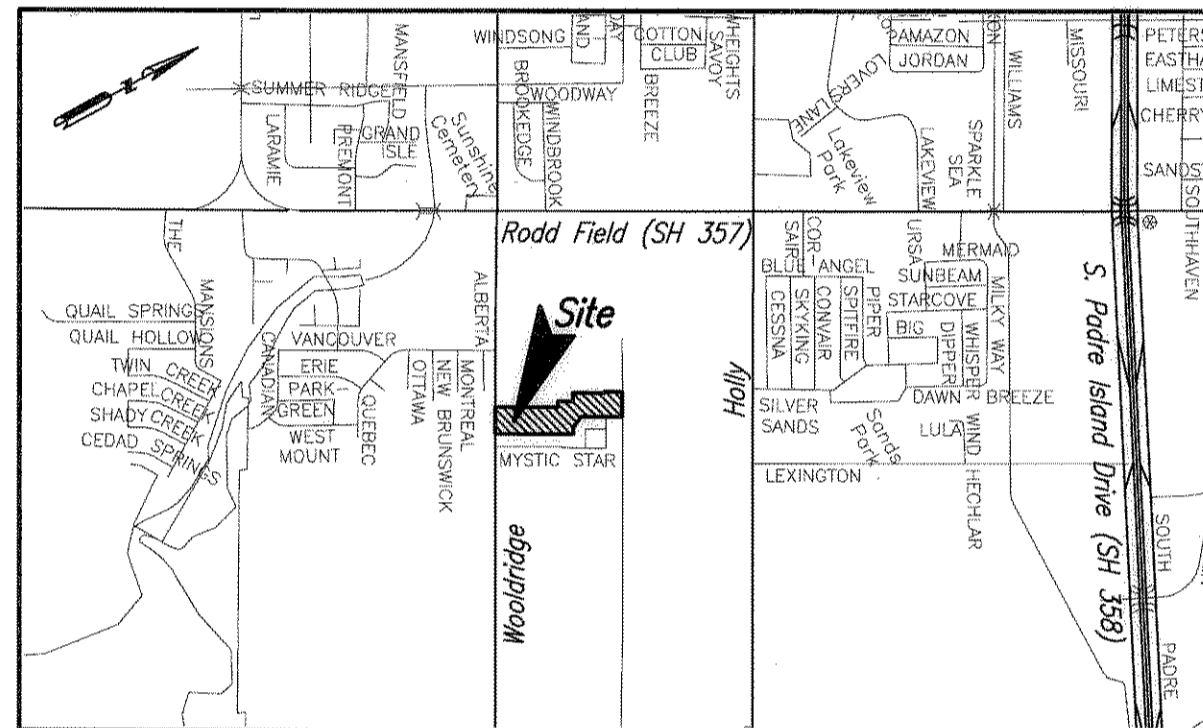 WINDSONG
COTTON
CLUB
WHEIGHTS
SAVOY
AMAZON
JORDAN
WILLIAMS
MISSOURI
PETERS
EASTHA
LIMEST
CHERRY
SANDS
SOUTHHAVEN
N
SUMMER RIDGE
MANSFIELD
LARAMIE
PREMONT
GRAND
ISLE
Sunshine
Cemetery
BROOKEDGE
WINDBROOK
WOODWAY
BREEZE
LOVERS LANE
Lakeview
Park
LAKEVIEW
SPARKLE
SEA
Rodd Field (SH 357)
THE
MANSIONS
QUAIL SPRINGS
QUAIL HOLLOW
TWIN CREEK
CHAPEL CREEK
SHADY CREEK
CEDAD SPRINGS
CANADIAN
VANCOUVER
ERIE
PARK
GREEN
WEST
MOUNT
QUEBEC
OTTAWA
NEW BRUNSWICK
MONTREAL
ALBERTA
Site
MYSTIC STAR
Wooldridge
Holly
COR-
SAIR
BLUE ANGEL
CESSNA
SKYKING
CONVAIR
SPITFIRE
PIPER
URSA
MERMAID
SUNBEAM
STARCOVE
BIG
DIPPER
WHISPER WIND
MILKY WAY
DAWN BREEZE
SILVER
SANDS
Sands
Park
LULA
LEXINGTON
HECHLAR
S. Padre Island Drive (SH 358)
SOUTH
PADRE